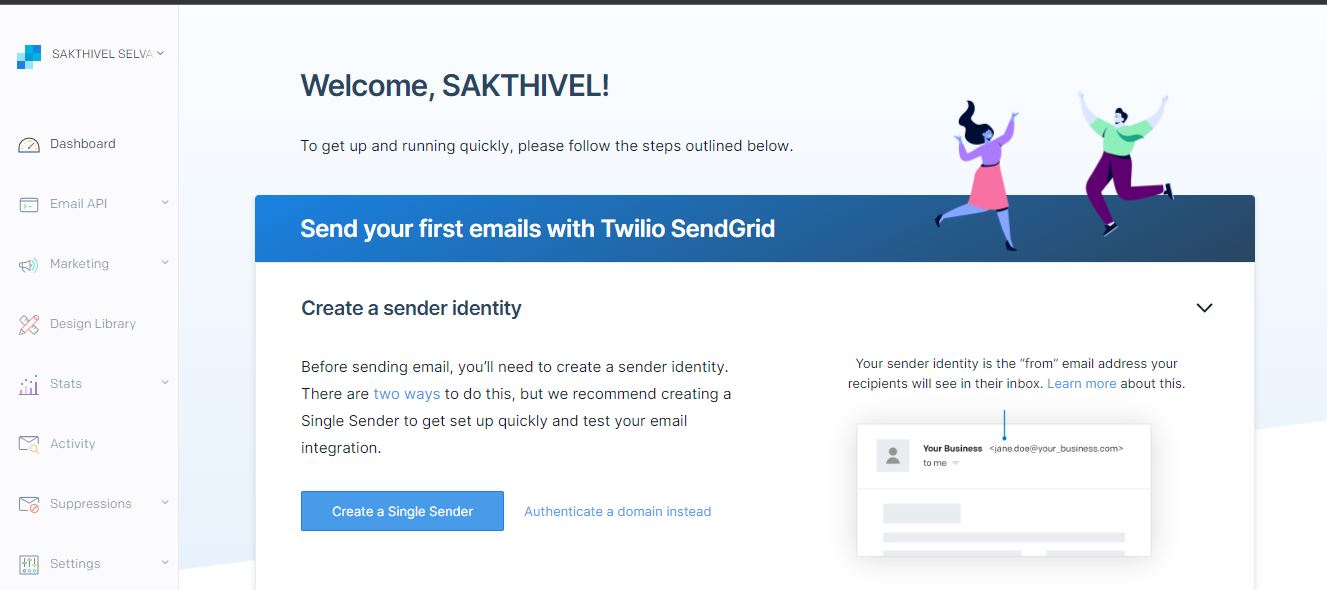 SAKTHIVEL SELVA
Dashboard
Email API
Marketing
Design Library
Stats
Activity
Suppressions
Settings
Welcome, SAKTHIVEL!
To get up and running quickly, please follow the steps outlined below.
Send your first emails with Twilio SendGrid
Create a sender identity
Before sending email, you’ll need to create a sender identity.
There are two ways to do this, but we recommend creating a
Single Sender to get set up quickly and test your email
integration.
Create a Single Sender
Authenticate a domain instead
Your sender identity is the “from” email address your
recipients will see in their inbox. Learn more about this.
Your Business <jane.doe@your_business.com>
to me